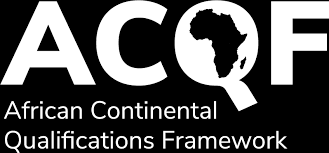 ACQF
African Continental
Qualifications Framework